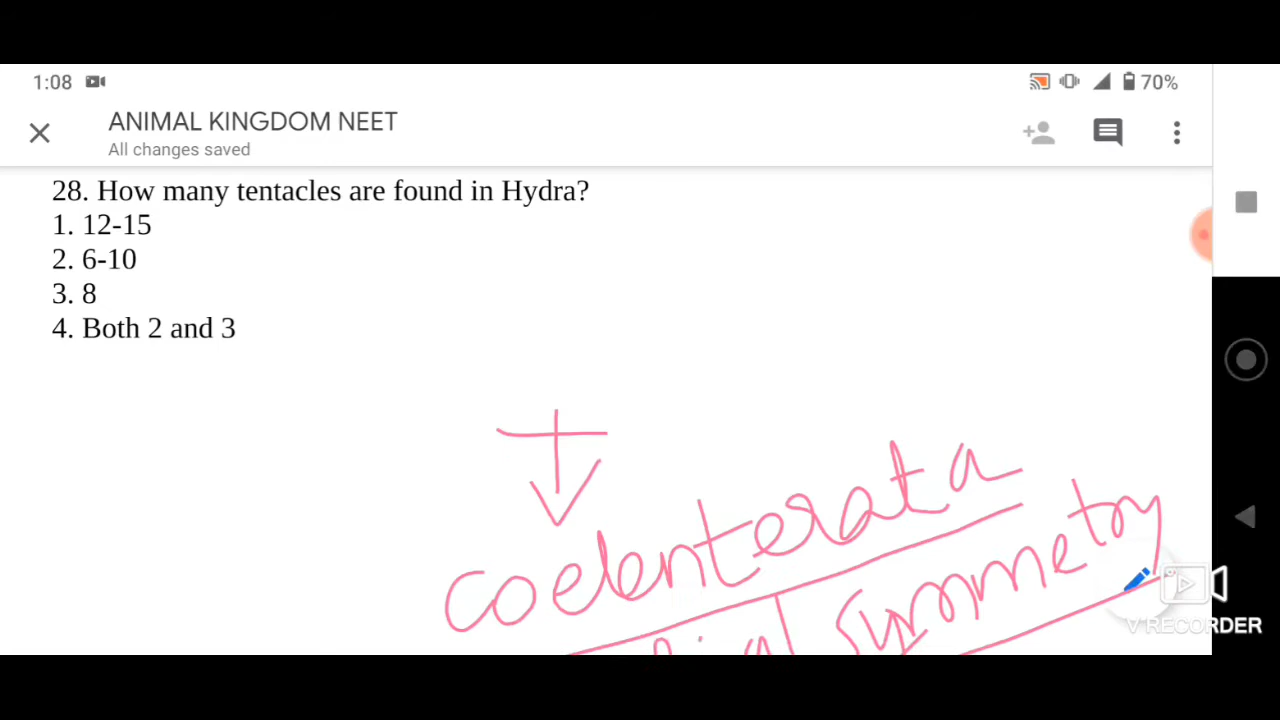 1:08
70%
ANIMAL KINGDOM NEET
All changes saved
28. How many tentacles are found in Hydra?
1. 12-15
2. 6-10
3. 8
4. Both 2 and 3
coelenterata
symmetry
V RECORDER